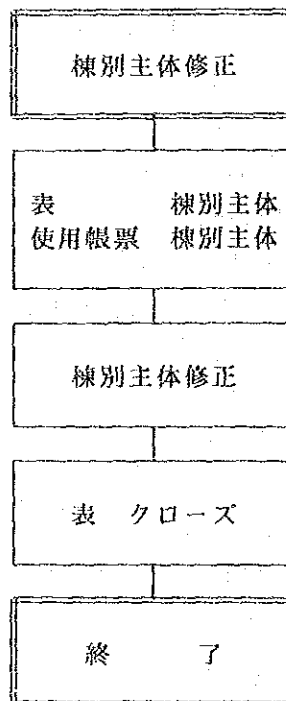 棟別主体修正
表　　　棟別主体
使用帳票　棟別主体
棟別主体修正
表　クローズ
終　　了